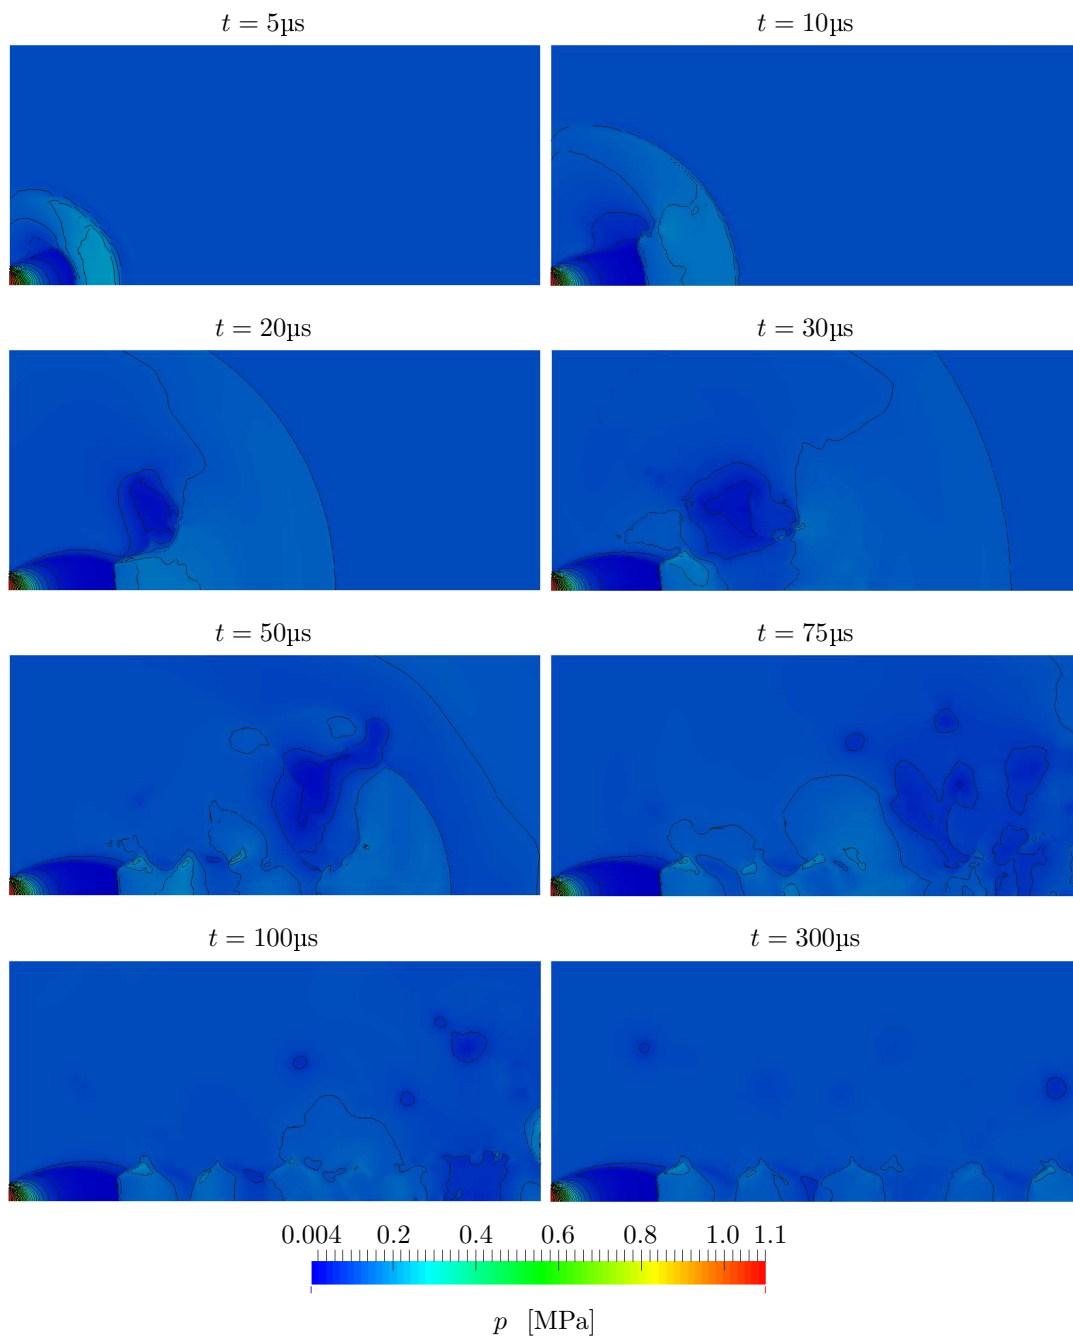 t = 5µs
t = 10µs
t = 20µs
t = 30µs
t = 50µs
t = 75µs
t = 100µs
t = 300µs
0.004 0.2 0.4 0.6 0.8 1.0 1.1
p [MPa]